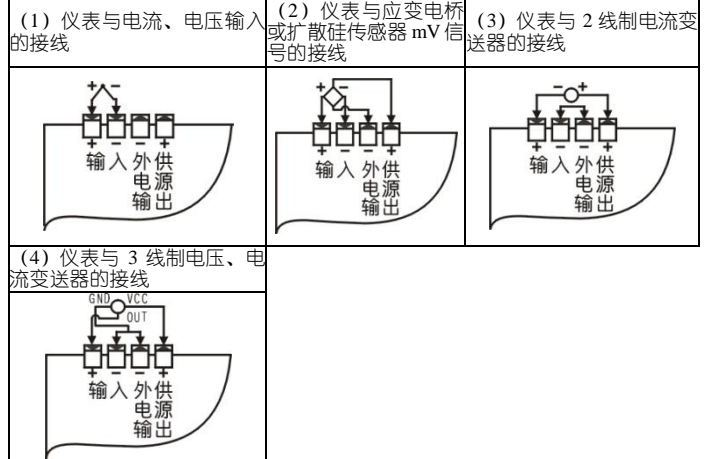 （1）仪表与电流、电压输入
的接线
（2）仪表与应变电桥
或扩散硅传感器 mV 信
号的接线
（3）仪表与 2 线制电流变
送器的接线
+ -
+ - - +
输入 外供
电源
输出
+ -
+ - - +
输入 外供
电源
输出
- +
+ - - +
输入 外供
电源
输出
（4）仪表与 3 线制电压、电
流变送器的接线
GND VCC
OUT
+ - - +
输入 外供
电源
输出